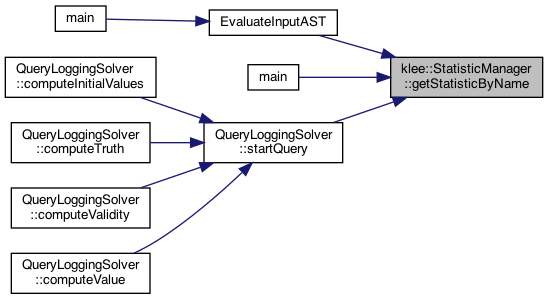 main
EvaluateInputAST
QueryLoggingSolver
::computeInitialValues
main
klee::StatisticManager
::getStatisticByName
QueryLoggingSolver
::computeTruth
QueryLoggingSolver
::startQuery
QueryLoggingSolver
::computeValidity
QueryLoggingSolver
::computeValue